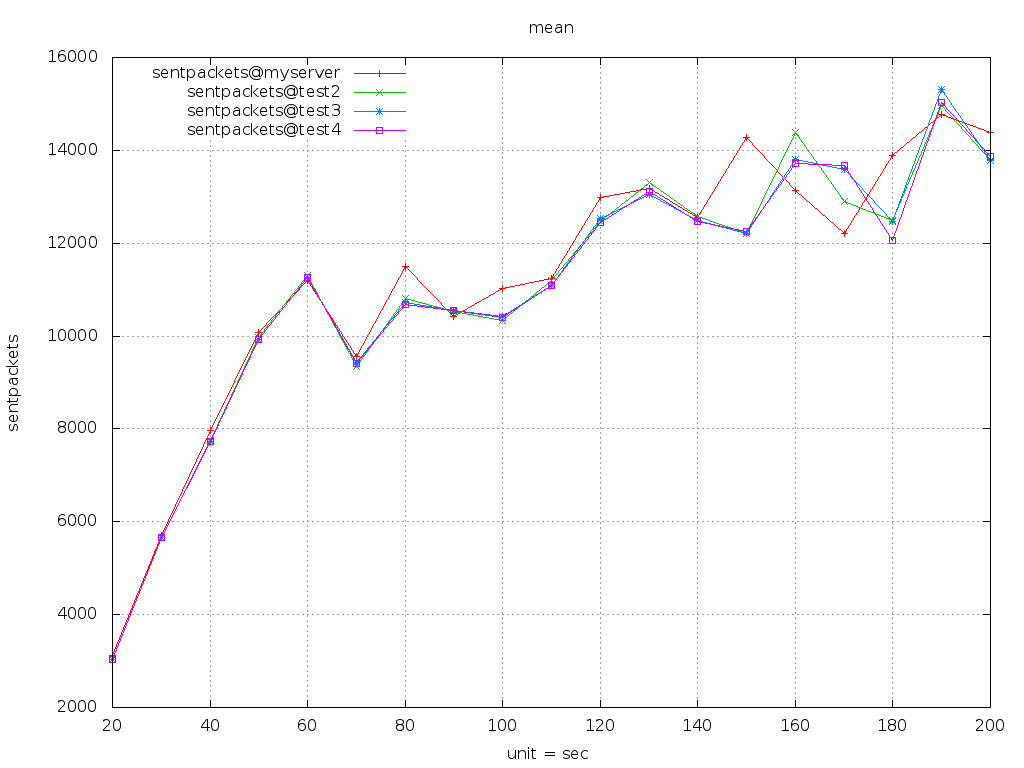 mean
16000
14000
12000
10000
8000
6000
4000
2000
sentpackets
sentpackets@myserver
sentpackets@test2
sentpackets@test3
sentpackets@test4
20 40 60 80 100 120 140 160 180 200
unit = sec